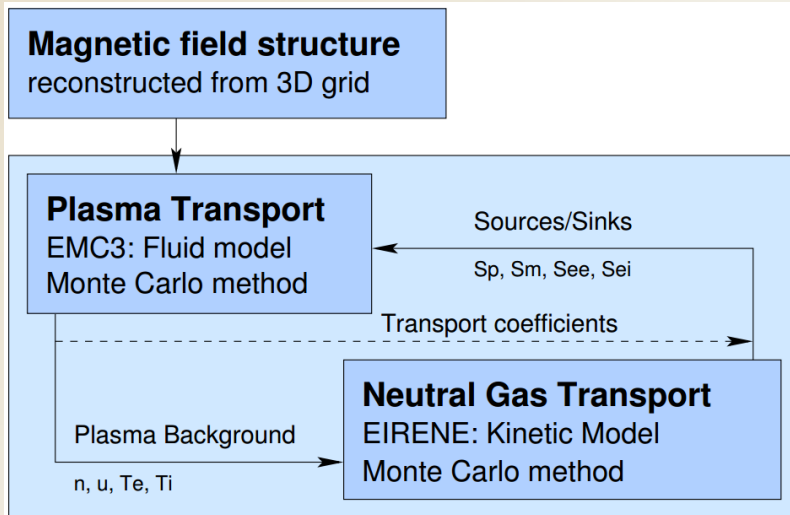 Magnetic field structure
reconstructed from 3D grid
Plasma Transport
EMC3: Fluid model
Monte Carlo method
Sources/Sinks
Sp, Sm, See, Sei
Transport coefficients
Neutral Gas Transport
EIRENE: Kinetic Model
Monte Carlo method
Plasma Background
n, u, Te, Ti